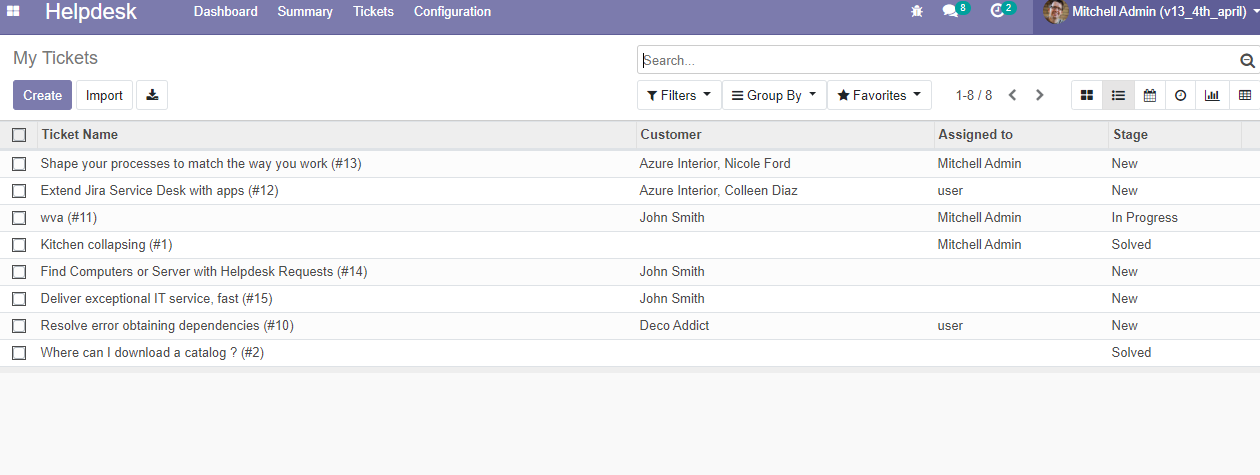 Helpdesk Dashboard Summary Tickets Configuration 8 2 Mitchell Admin (v13_4th_april)
My Tickets Search...
Create Import Filters Group By Favorites 1-8 / 8
Ticket Name Customer Assigned to Stage
Shape your processes to match the way you work (#13) Azure Interior, Nicole Ford Mitchell Admin New
Extend Jira Service Desk with apps (#12) Azure Interior, Colleen Diaz user New
wva (#11) John Smith Mitchell Admin In Progress
Kitchen collapsing (#1) Mitchell Admin Solved
Find Computers or Server with Helpdesk Requests (#14) John Smith New
Deliver exceptional IT service, fast (#15) John Smith New
Resolve error obtaining dependencies (#10) Deco Addict user New
Where can I download a catalog ? (#2) Solved